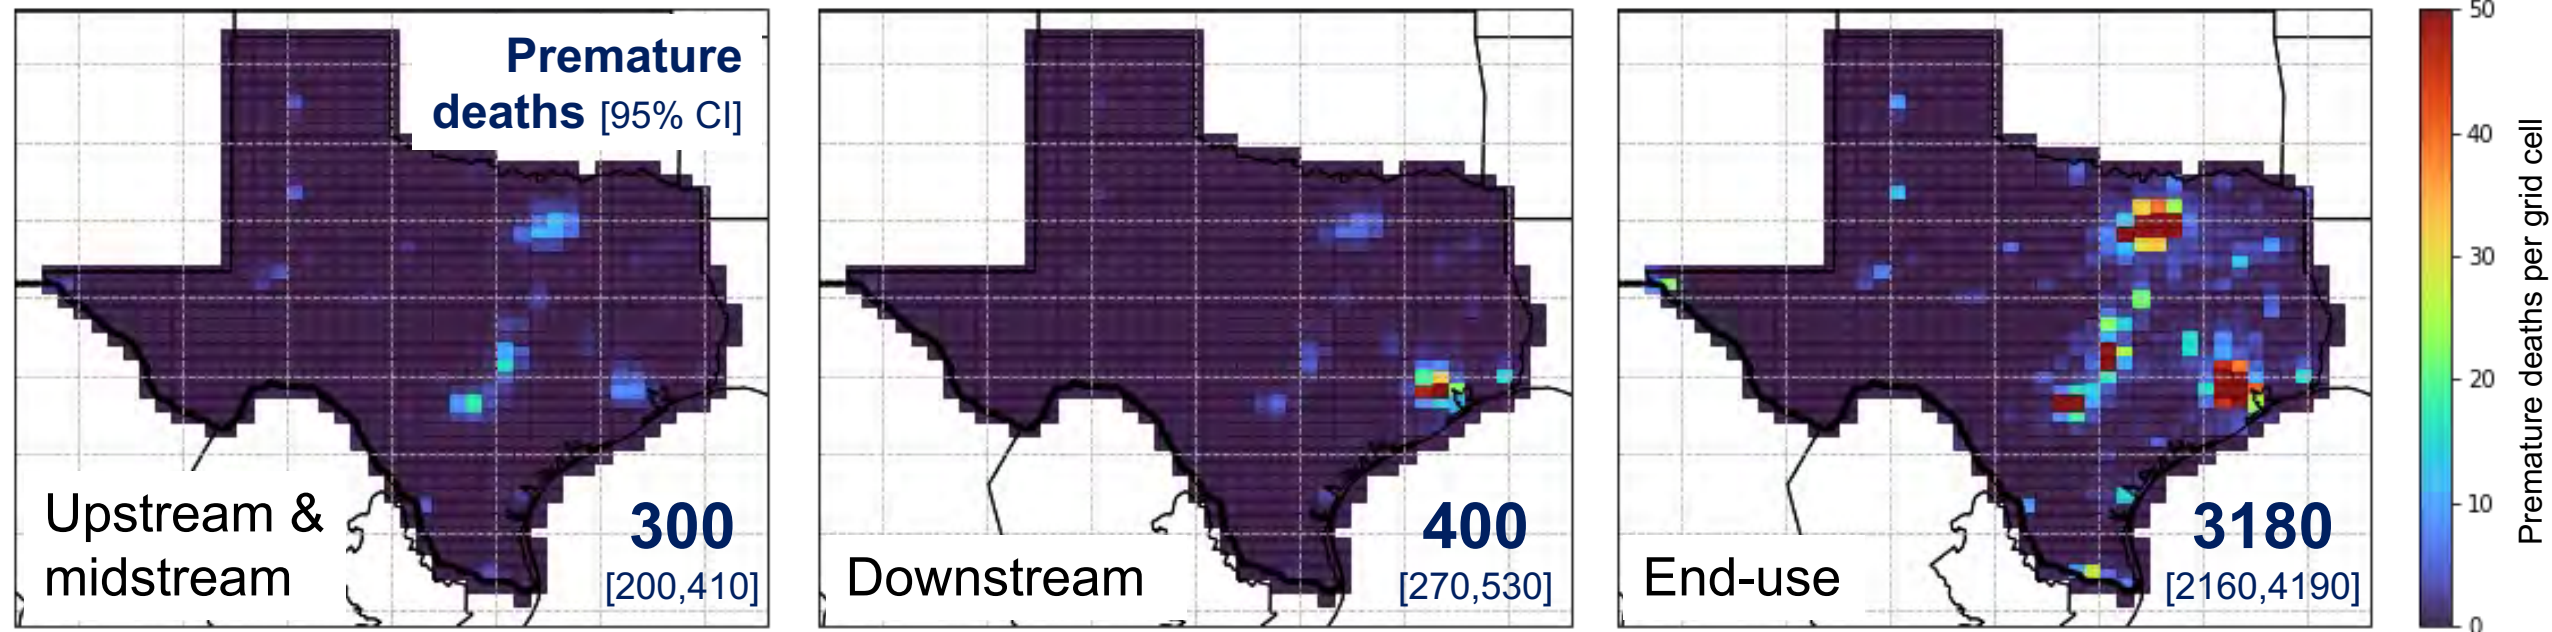 Premature
deaths [95% CI]
Upstream &
midstream
300
[200,410]
Downstream
400
[270,530]
End-use
3180
[2160,4190]
50
40
30
20
10
0
Premature deaths per grid cell